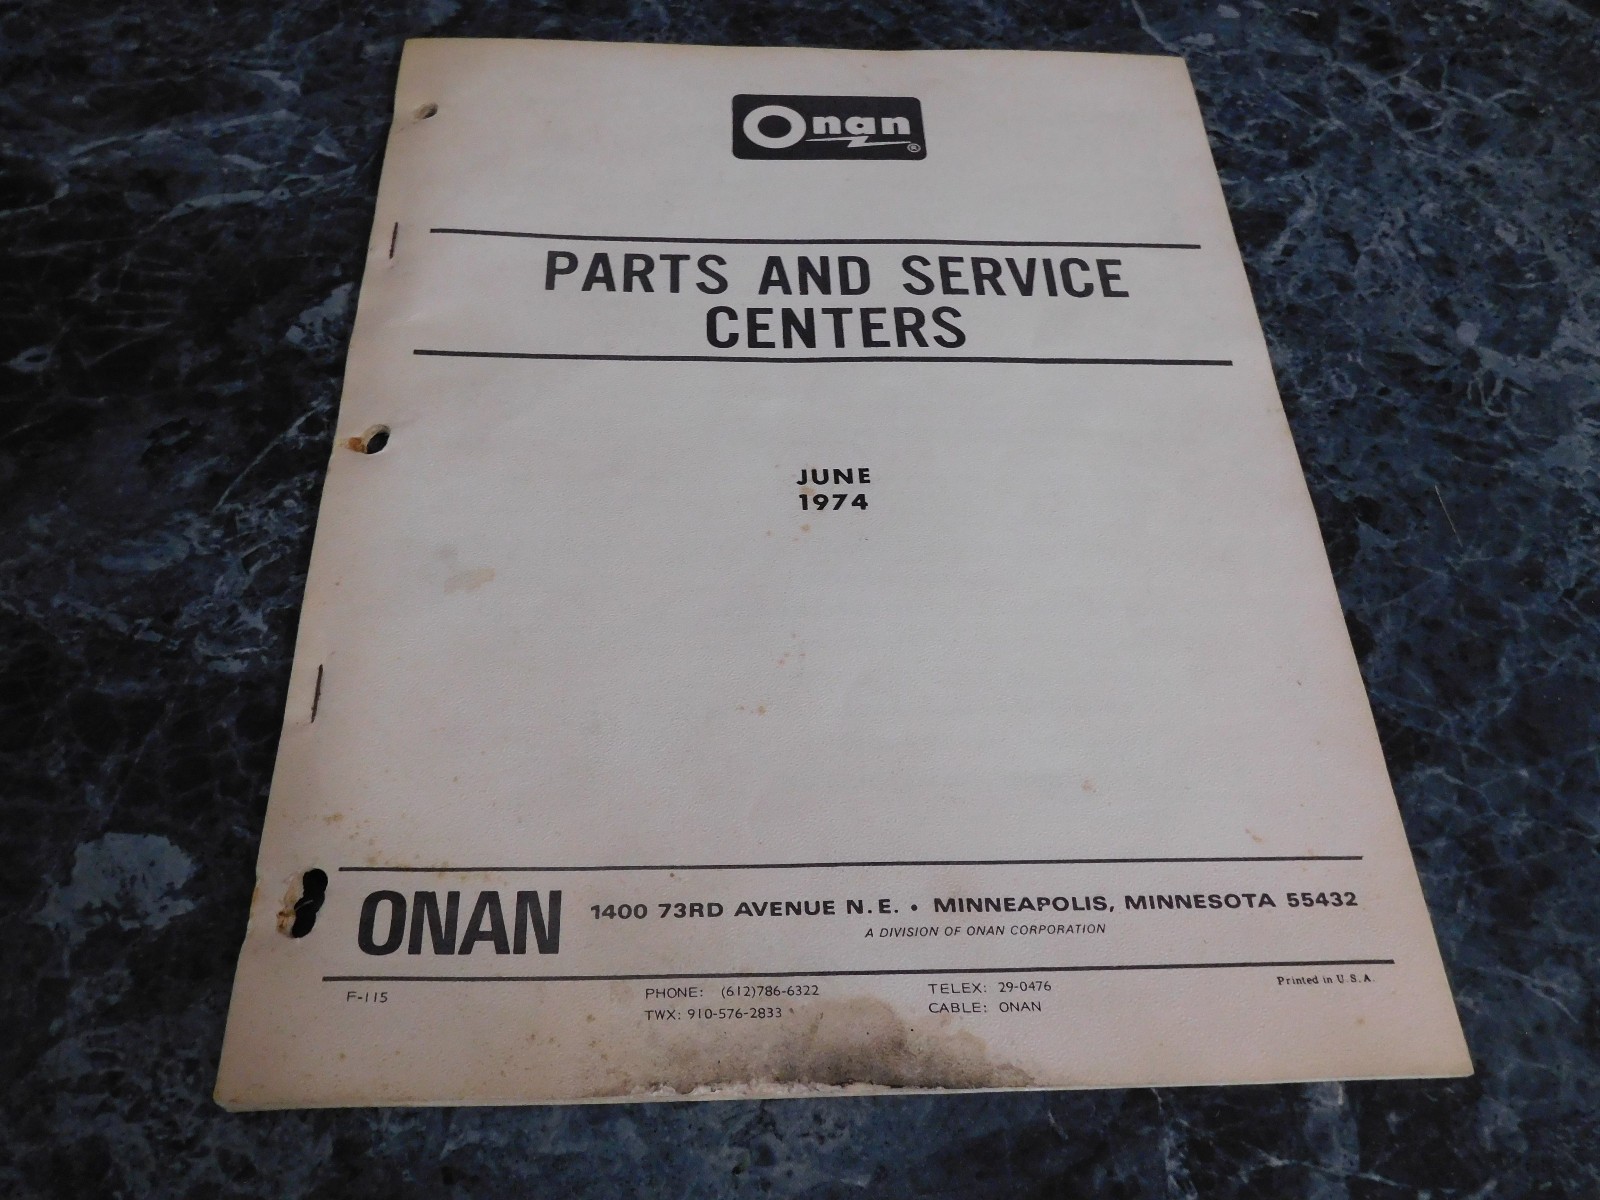 Onan ®
PARTS AND SERVICE
CENTERS
JUNE
1974
ONAN
1400 73RD AVENUE N.E. • MINNEAPOLIS, MINNESOTA 55432
A DIVISION OF ONAN CORPORATION
F-115
PHONE: (612)786-6322
TWX: 910-576-2833
TELEX: 29-0476
CABLE: ONAN
Printed in U.S.A.